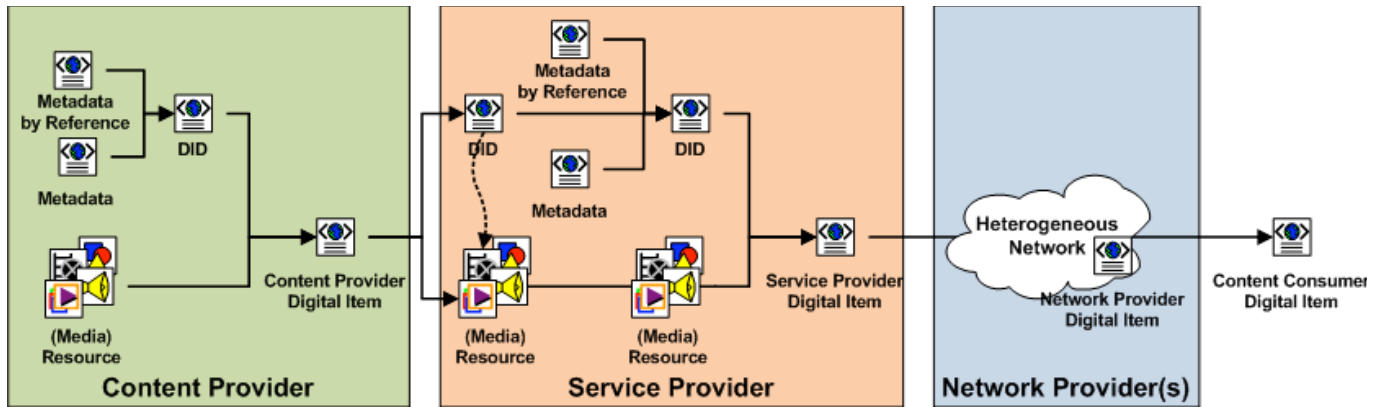 Metadata
by Reference
DID
Metadata
Content Provider
Digital Item
(Media)
Resource
Content Provider
Metadata
by Reference
DID
DID
Metadata
Service Provider
Digital Item
(Media)
Resource
(Media)
Resource
Service Provider
Heterogeneous
Network
Network Provider
Digital Item
Network Provider(s)
Content Consumer
Digital Item